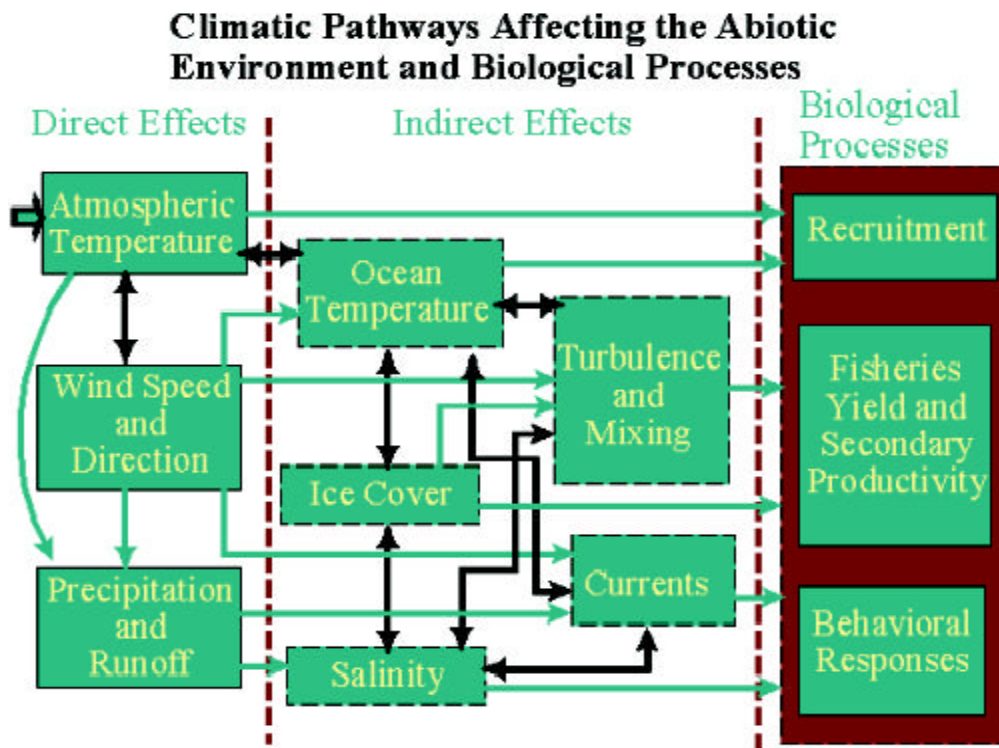 Climatic Pathways Affecting the Abiotic
Environment and Biological Processes
Direct Effects
Indirect Effects
Biological
Processes
Atmospheric
Temperature
Wind Speed
and
Direction
Precipitation
and
Runoff
Ocean
Temperature
Ice Cover
Salinity
Turbulence
and
Mixing
Currents
Recruitment
Fisheries
Yield and
Secondary
Productivity
Behavioral
Responses